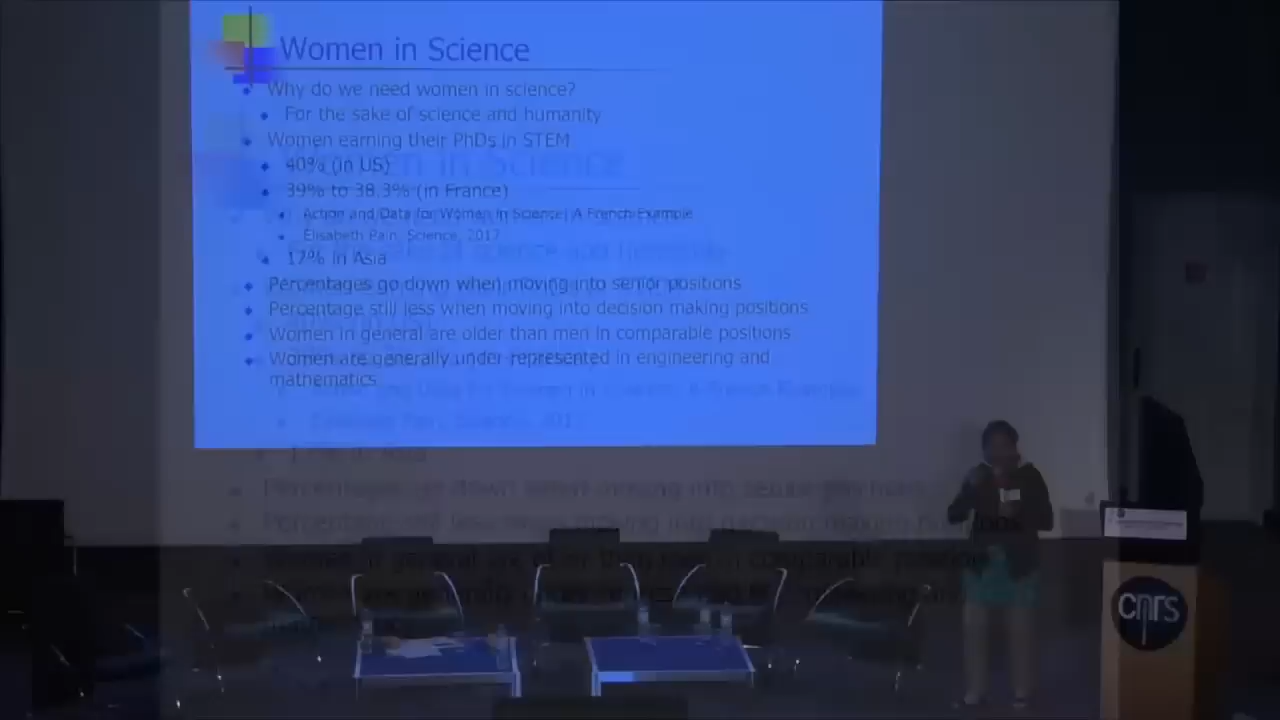 Women in Science
Why do we need women in science?
For the sake of science and humanity
Women earning their PhDs in STEM
40% (in US)
39% to 38.3% (in France)
Action and Data for Women in Science: A French Example
Elisabeth Pain, Science, 2017
17% in Asia
Percentages go down when moving into senior positions
Percentage still less when moving into decision making positions
Women in general are older than men in comparable positions
Women are generally under-represented in engineering and
mathematics
cnrs